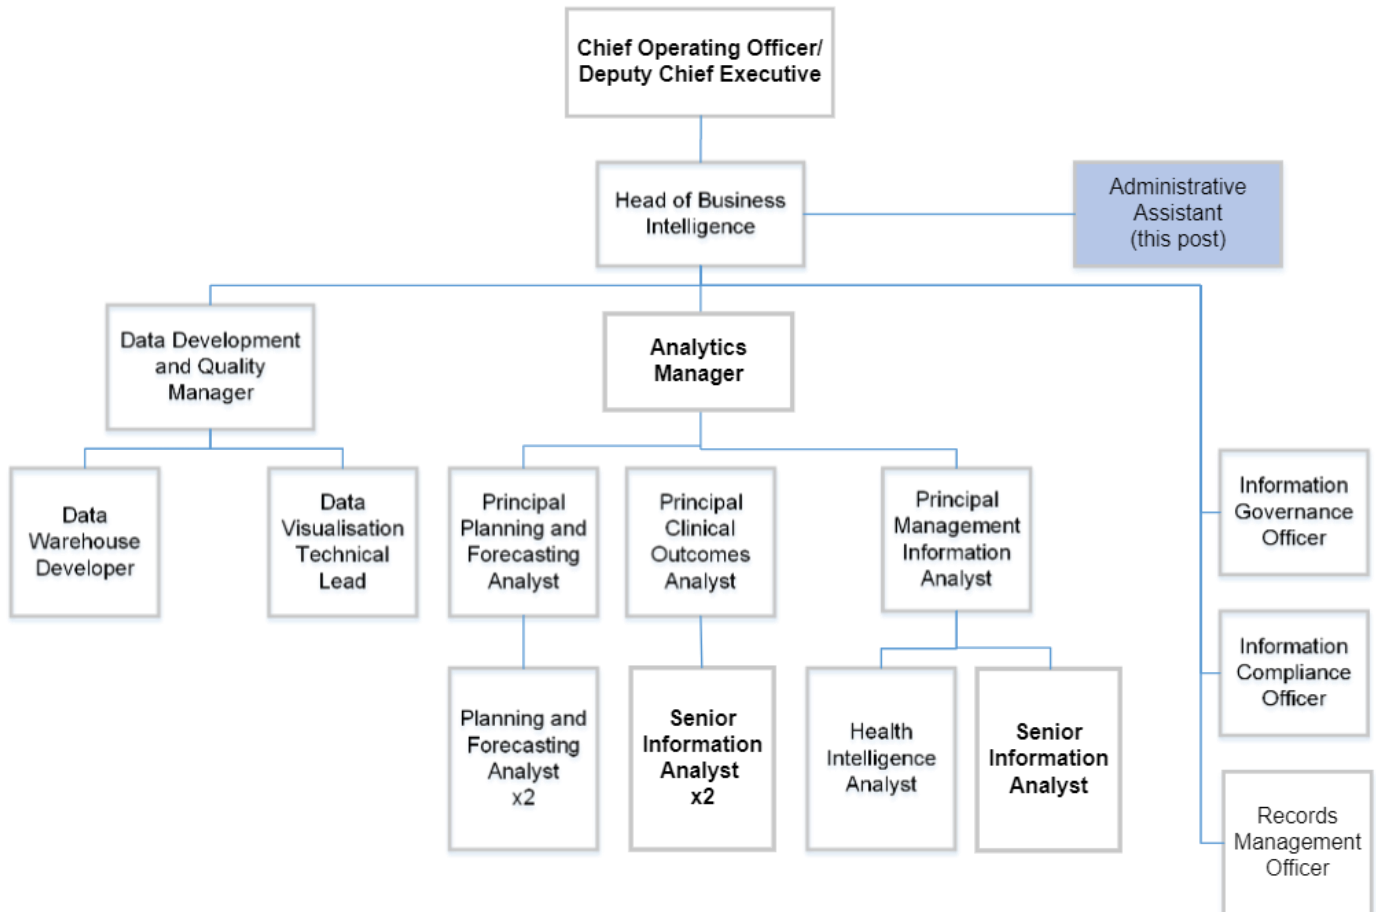 Chief Operating Officer/
Deputy Chief Executive
Head of Business
Intelligence
Administrative
Assistant
(this post)
Data Development
and Quality
Manager
Analytics
Manager
Data
Warehouse
Developer
Data
Visualisation
Technical
Lead
Principal
Planning and
Forecasting
Analyst
Principal
Clinical
Outcomes
Analyst
Principal
Management
Information
Analyst
Information
Governance
Officer
Information
Compliance
Officer
Planning and
Forecasting
Analyst
x2
Senior
Information
Analyst
x2
Health
Intelligence
Analyst
Senior
Information
Analyst
Records
Management
Officer